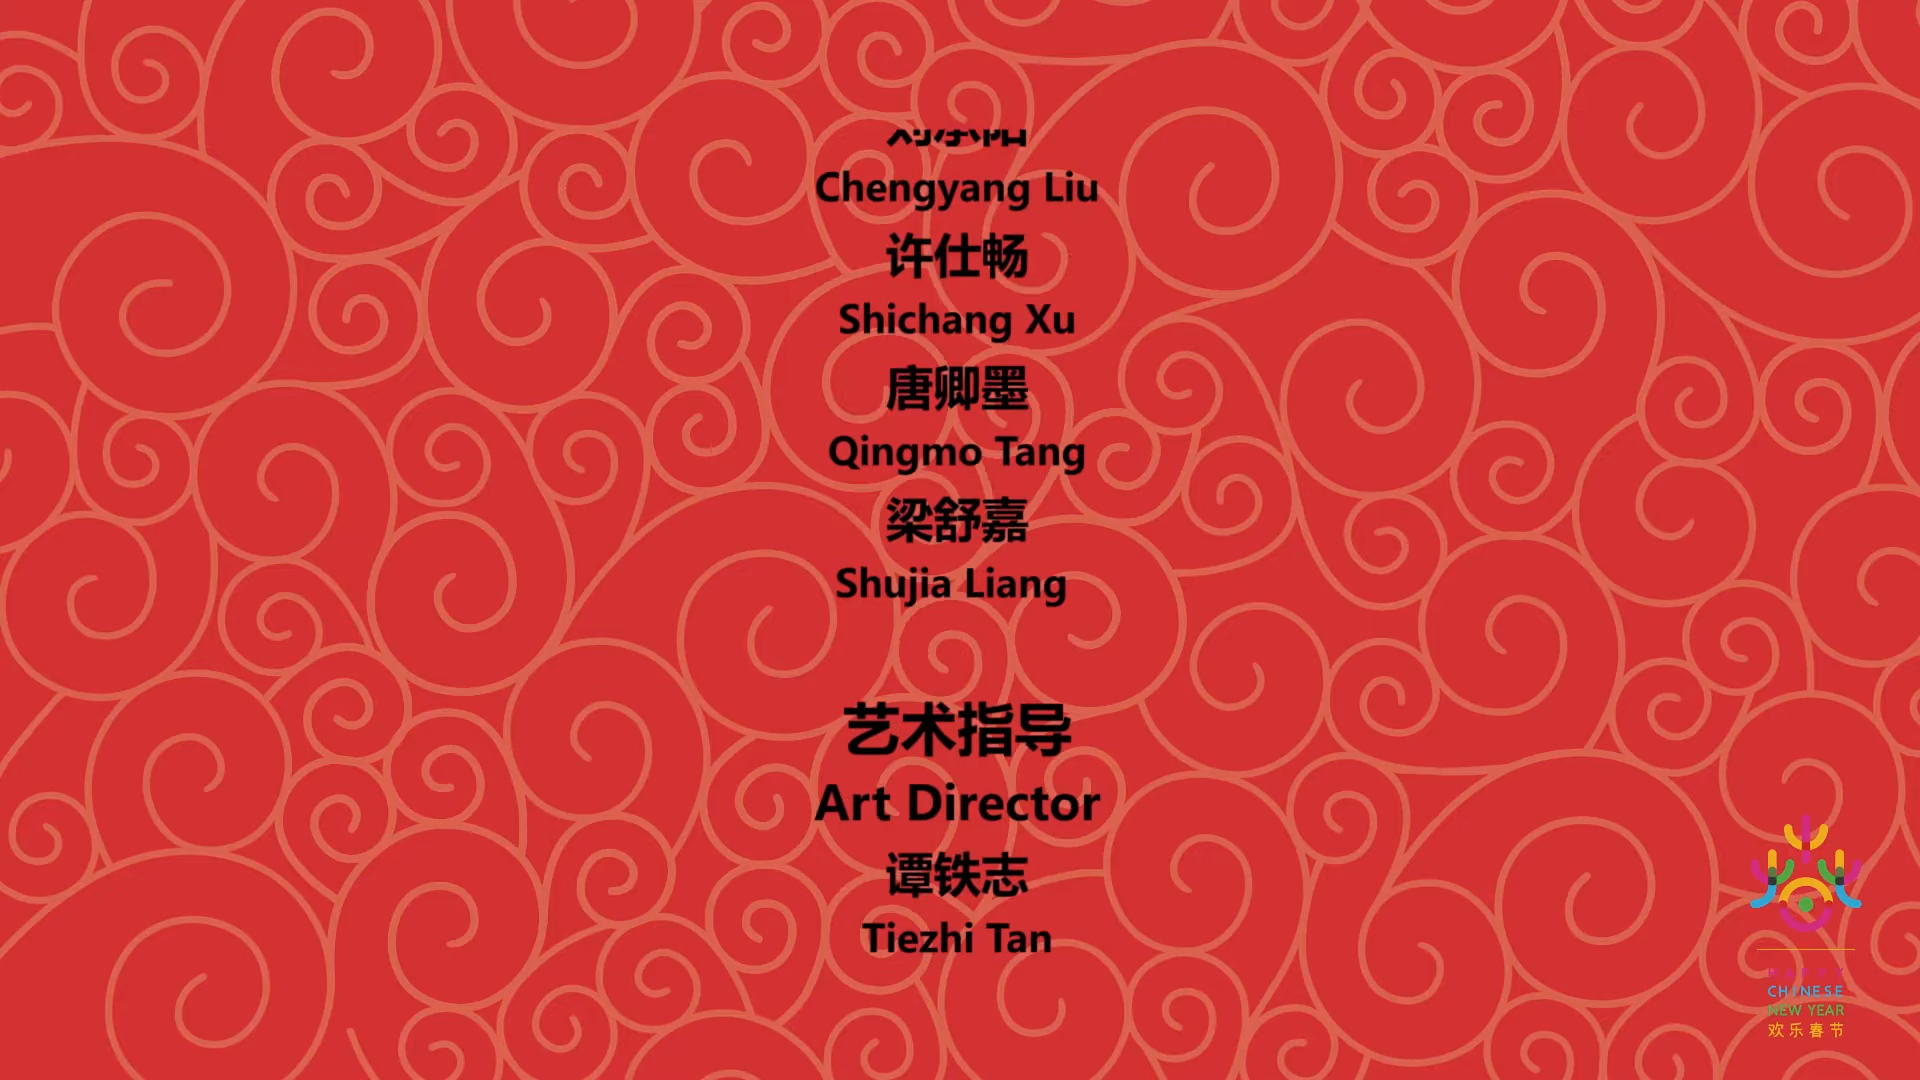 Chengyang Liu
许仕畅
Shichang Xu
唐卿墨
Qingmo Tang
梁舒嘉
Shujia Liang
艺术指导
Art Director
谭铁志
Tiezhi Tan
HAPPY
CHINESE
NEW YEAR
欢乐春节